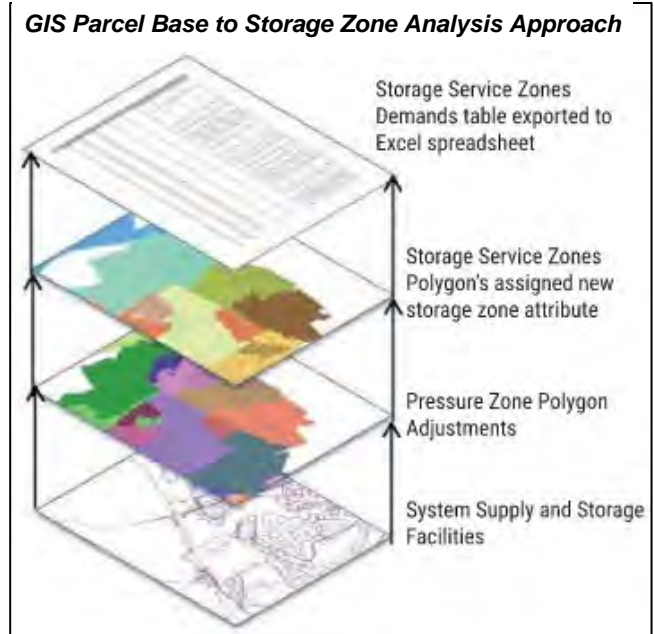 GIS Parcel Base to Storage Zone Analysis Approach
Storage Service Zones
Demands table exported to
Excel spreadsheet
Storage Service Zones
Polygon's assigned new
storage zone attribute
Pressure Zone Polygon
Adjustments
System Supply and Storage
Facilities